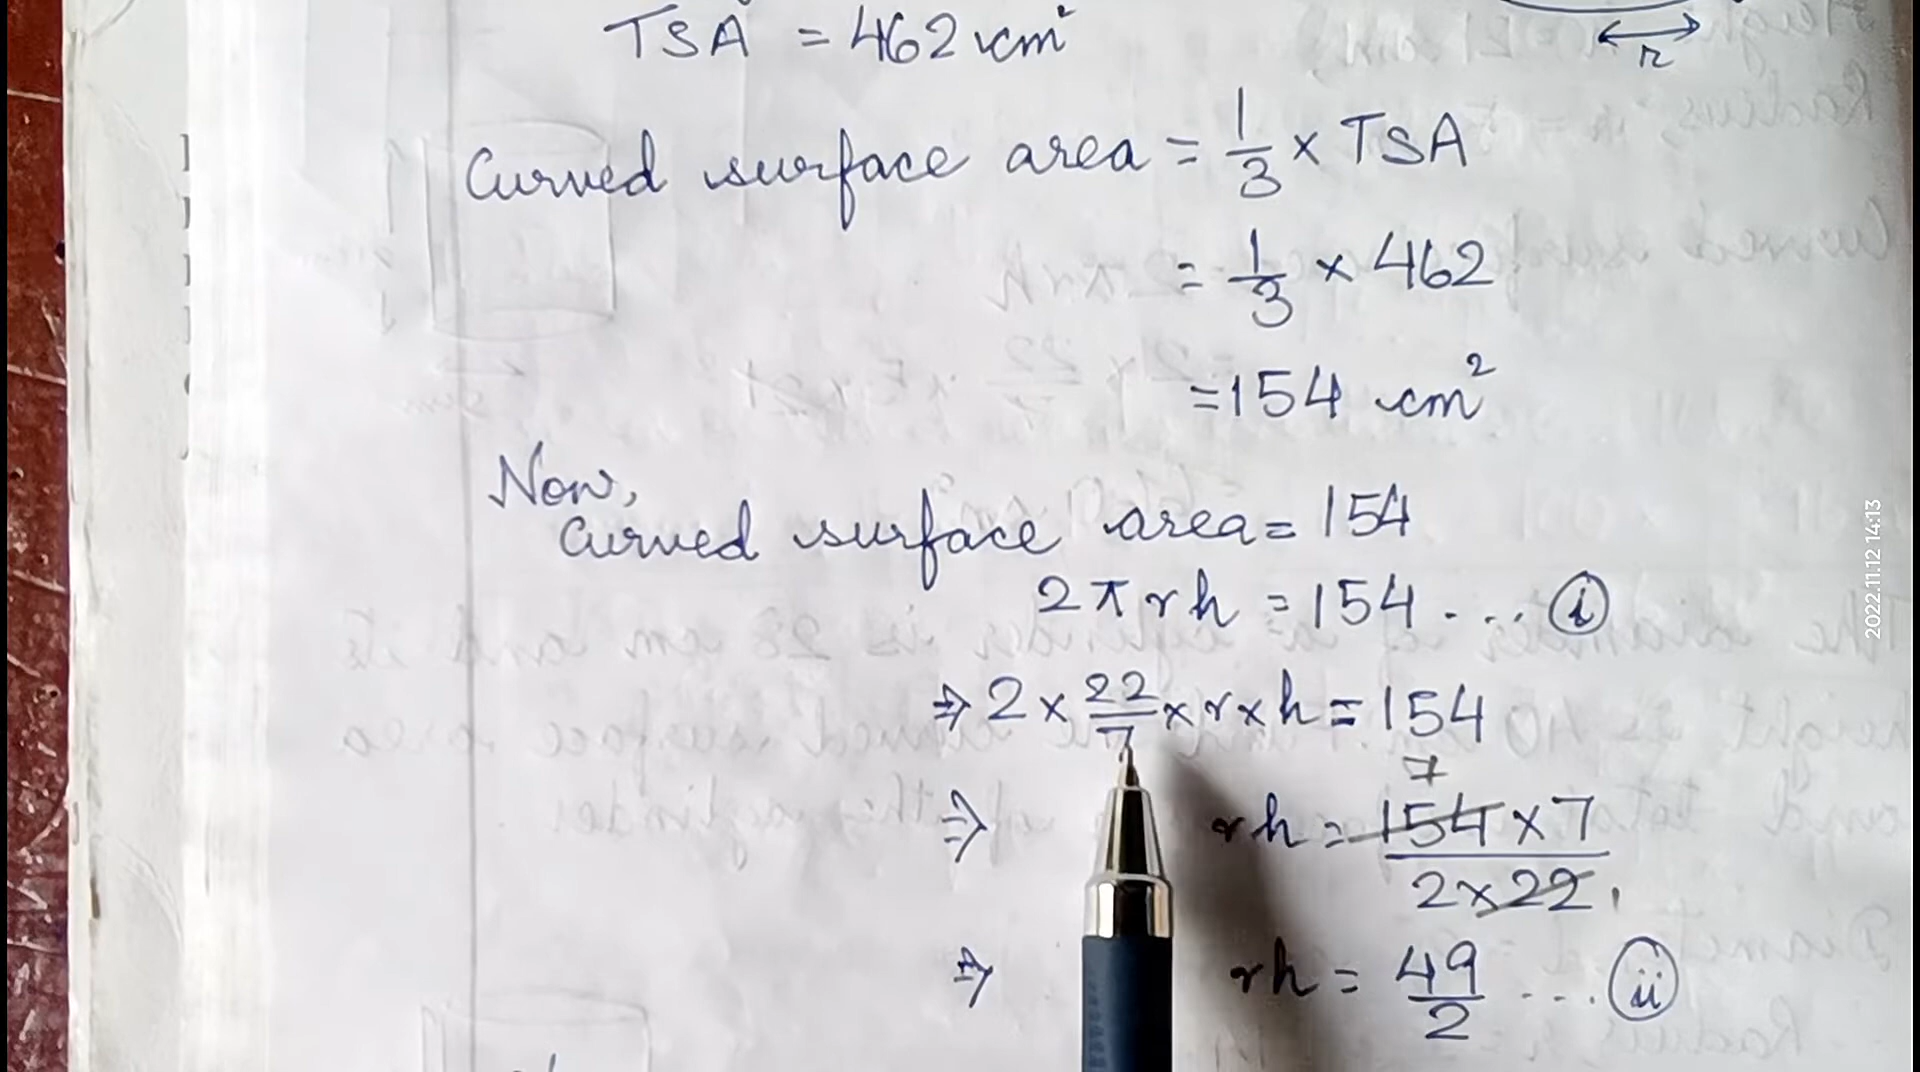 TSA = 462 cm²
r
Curved surface area = 1/3 × TSA
= 1/3 × 462
= 154 cm²
Now,
Curved surface area = 154
2πrh = 154 ... (i)
⇒ 2 × 22/7 × r × h = 154
7
⇒ rh = 154 × 7 / 2 × 22 1
⇒ rh = 49/2 ... (ii)
2022.11.12 14:13